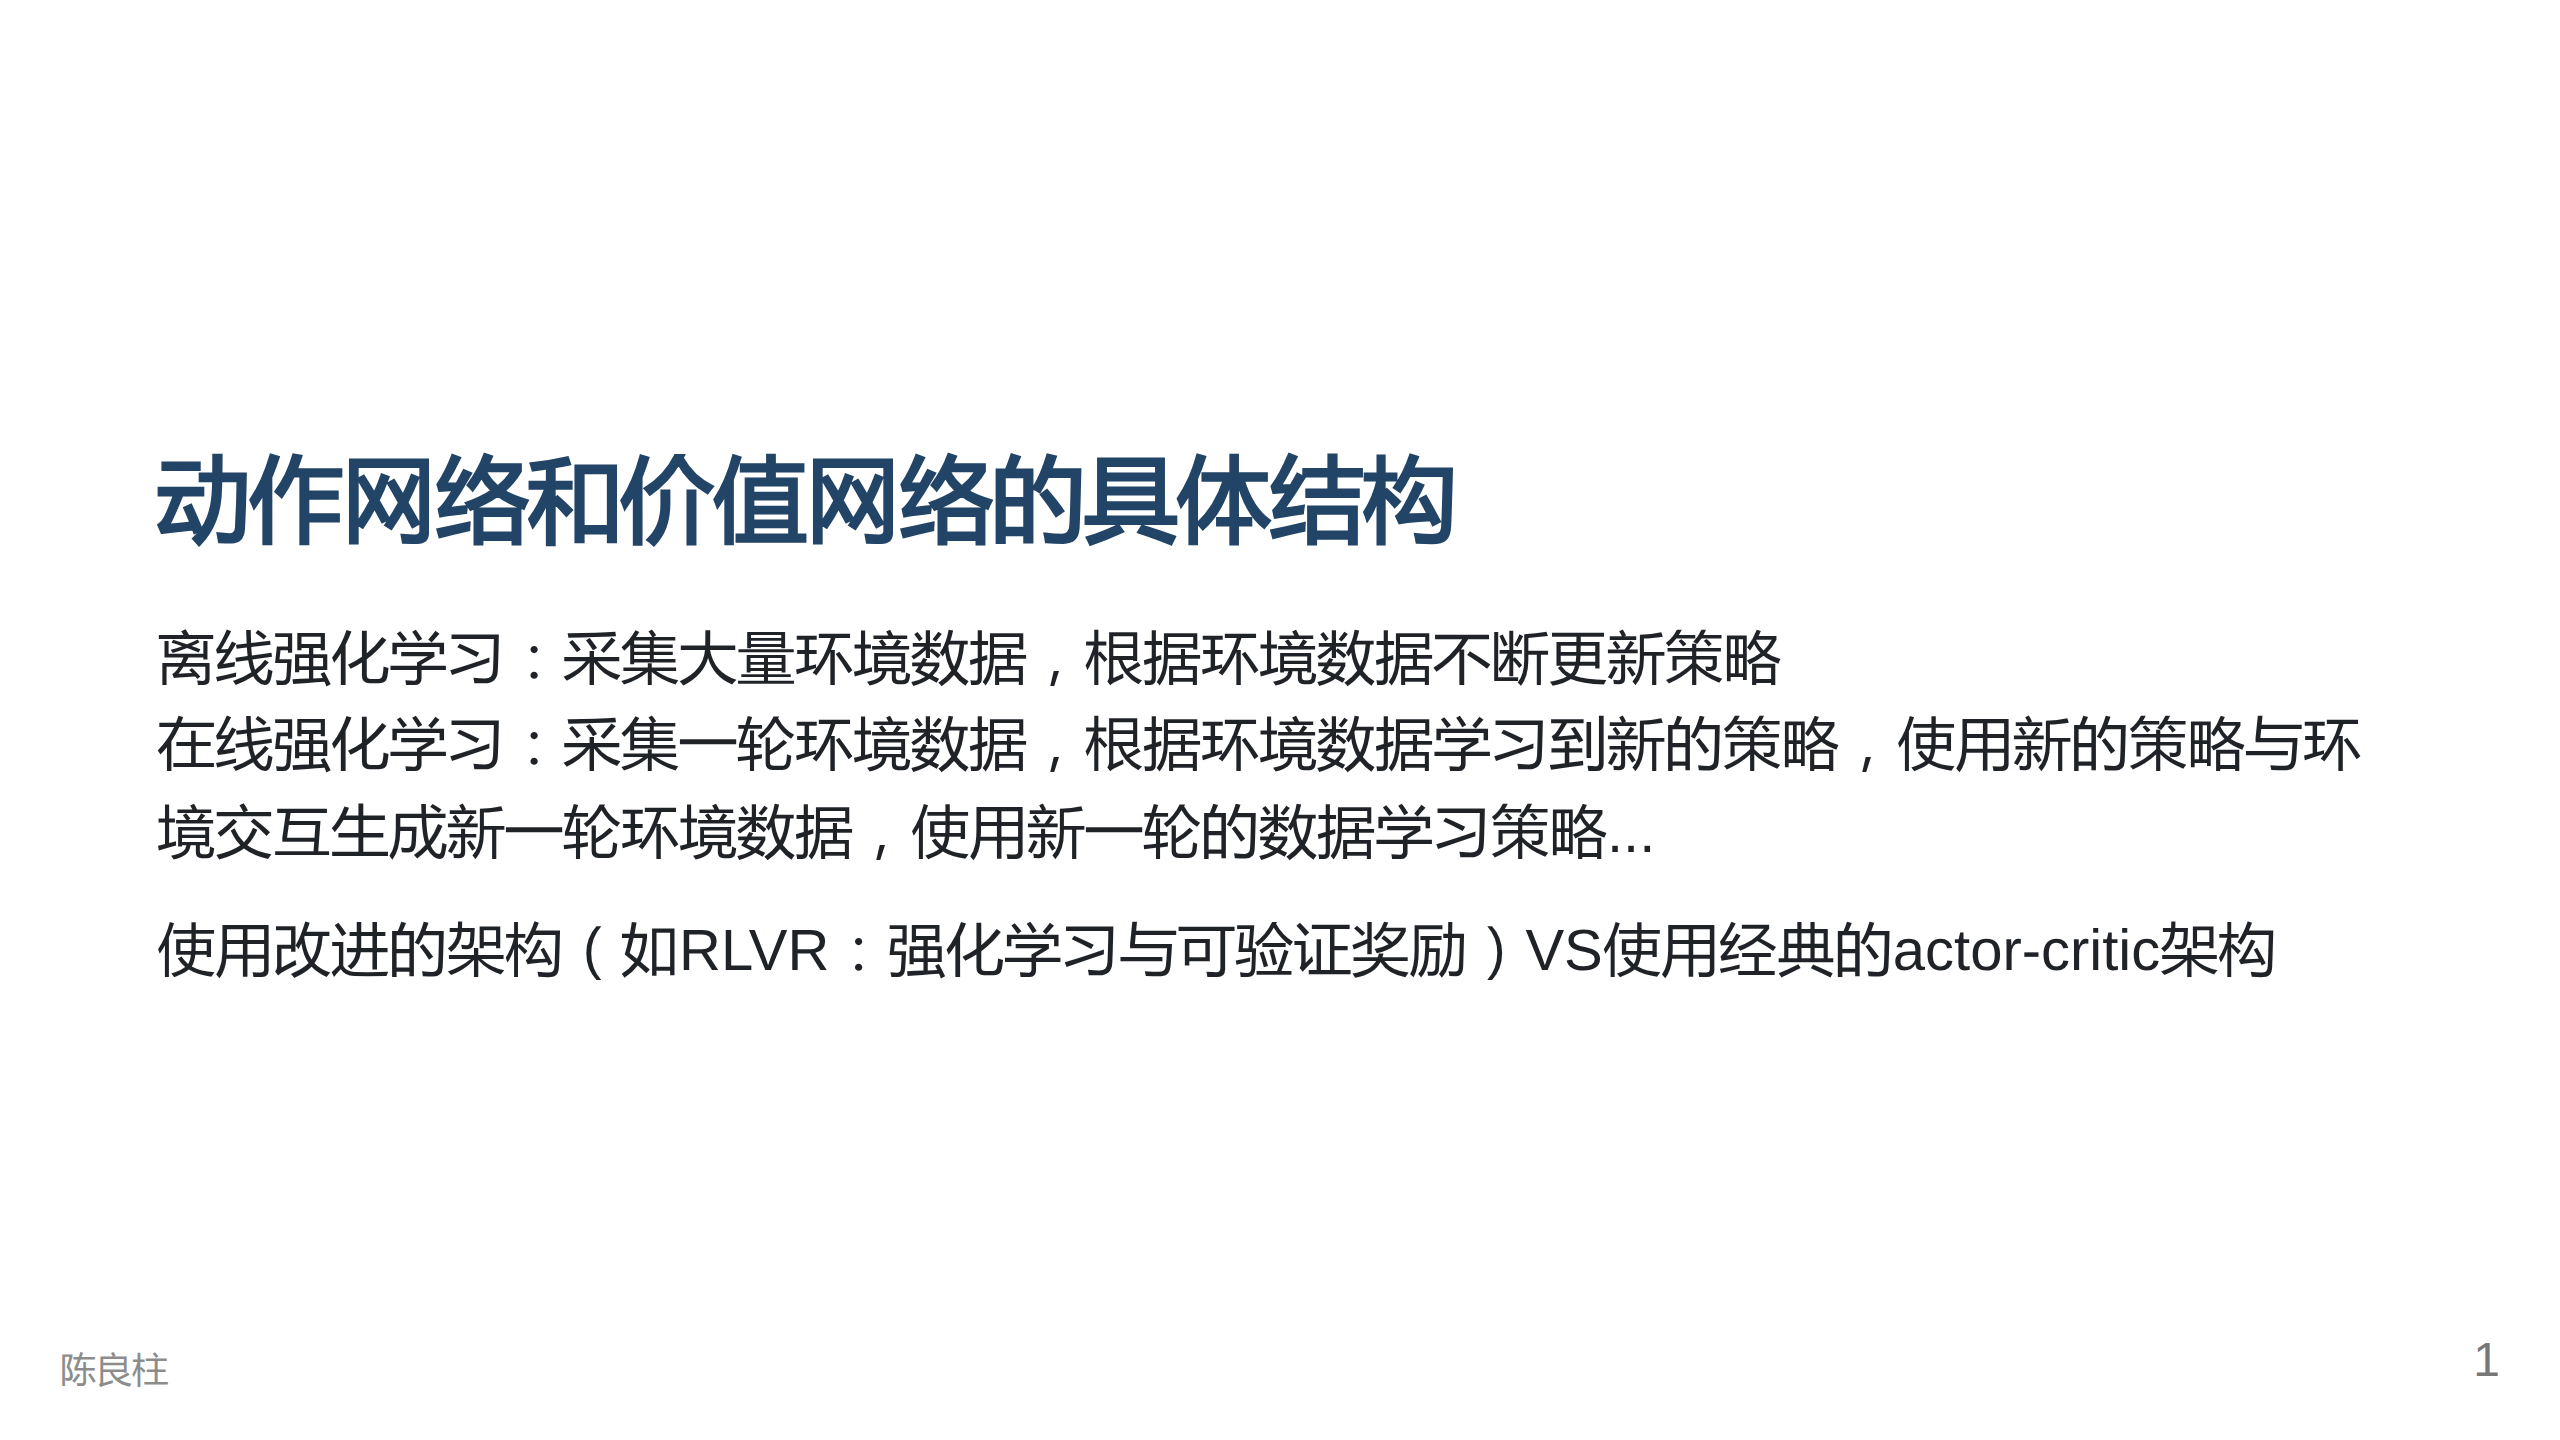 动作网络和价值网络的具体结构
离线强化学习：采集大量环境数据，根据环境数据不断更新策略
在线强化学习：采集一轮环境数据，根据环境数据学习到新的策略，使用新的策略与环
境交互生成新一轮环境数据，使用新一轮的数据学习策略...
使用改进的架构（如RLVR：强化学习与可验证奖励）VS使用经典的actor-critic架构
陈良柱
1